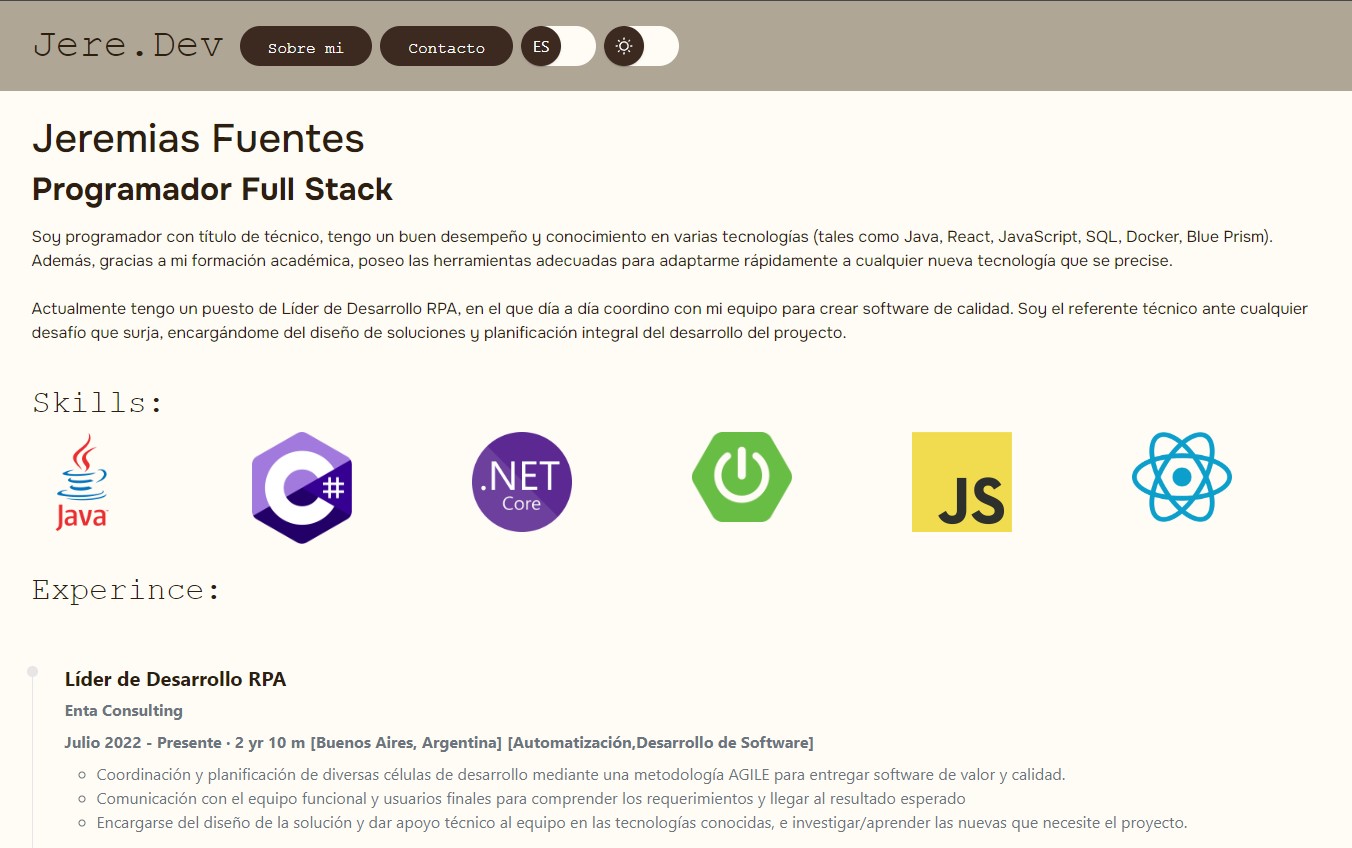 Jere.Dev
Sobre mi
Contacto
ES
Jeremias Fuentes
Programador Full Stack
Soy programador con título de técnico, tengo un buen desempeño y conocimiento en varias tecnologías (tales como Java, React, JavaScript, SQL, Docker, Blue Prism).
Además, gracias a mi formación académica, poseo las herramientas adecuadas para adaptarme rápidamente a cualquier nueva tecnología que se precise.
Actualmente tengo un puesto de Líder de Desarrollo RPA, en el que día a día coordino con mi equipo para crear software de calidad. Soy el referente técnico ante cualquier
desafío que surja, encargándome del diseño de soluciones y planificación integral del desarrollo del proyecto.
Skills:
Java
C#
.NET
Core
JS
Experince:
Líder de Desarrollo RPA
Enta Consulting
Julio 2022 - Presente · 2 yr 10 m [Buenos Aires, Argentina] [Automatización,Desarrollo de Software]
Coordinación y planificación de diversas células de desarrollo mediante una metodología AGILE para entregar software de valor y calidad.
Comunicación con el equipo funcional y usuarios finales para comprender los requerimientos y llegar al resultado esperado
Encargarse del diseño de la solución y dar apoyo técnico al equipo en las tecnologías conocidas, e investigar/aprender las nuevas que necesite el proyecto.